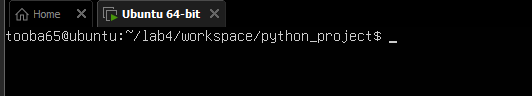 Home Ubuntu 64-bit
tooba65@ubuntu:~/lab4/workspace/python_project$ _